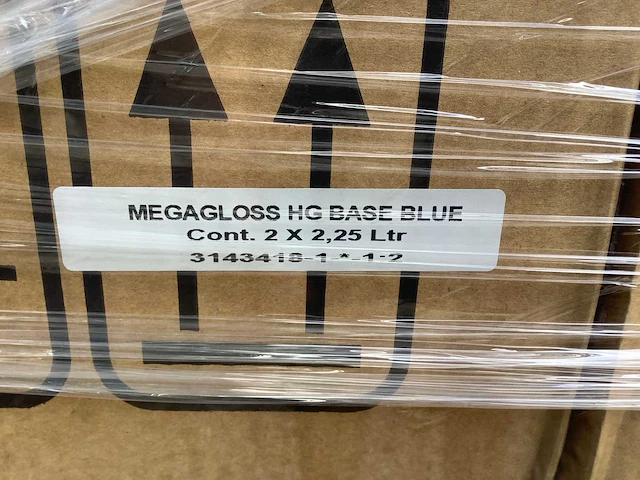 MEGAGLOSS HG BASE BLUE
Cont. 2 X 2,25 Ltr